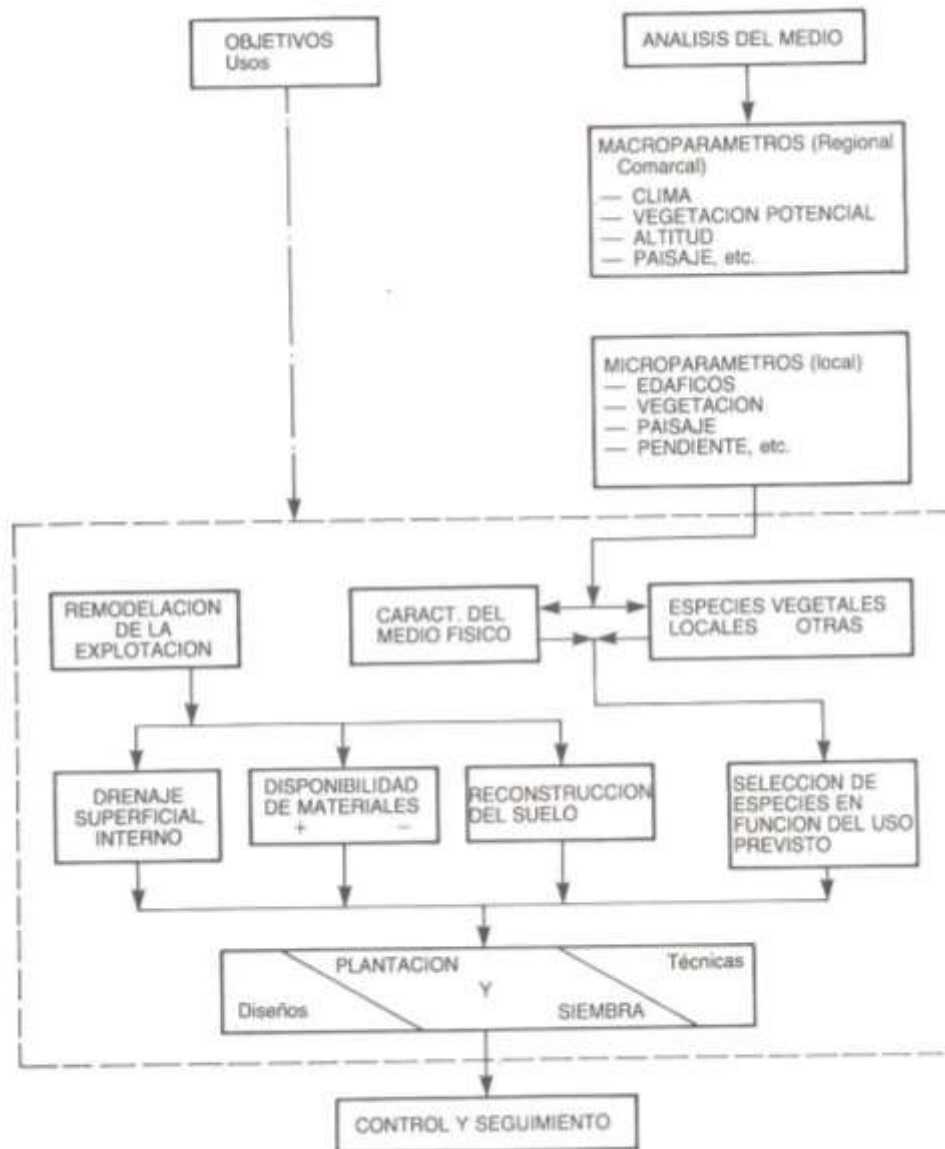 OBJETIVOS
Usos
ANALISIS DEL MEDIO
MACROPARAMETROS (Regional
Comarcal)
— CLIMA
— VEGETACION POTENCIAL
— ALTITUD
— PAISAJE, etc.
MICROPARAMETROS (local)
— EDAFICOS
— VEGETACION
— PAISAJE
— PENDIENTE, etc.
REMODELACION
DE LA
EXPLOTACION
CARACT. DEL
MEDIO FISICO
ESPECIES VEGETALES
LOCALES OTRAS
DRENAJE
SUPERFICIAL
INTERNO
DISPONIBILIDAD
DE MATERIALES
+ −
RECONSTRUCCION
DEL SUELO
SELECCION DE
ESPECIES EN
FUNCION DEL USO
PREVISTO
PLANTACION
Y
SIEMBRA
Diseños
Técnicas
CONTROL Y SEGUIMIENTO